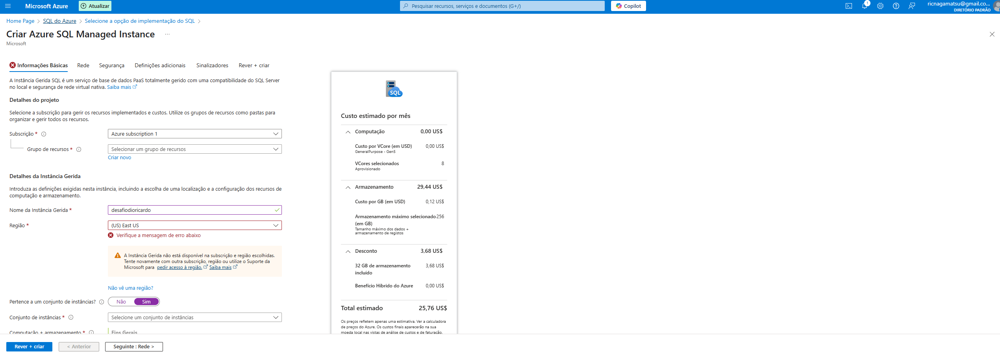 Microsoft Azure
Atualizar
Pesquisar recursos, serviços e documentos (G+/)
Copilot
1
ricnagamatsu@gmail.co...
DIRETÓRIO PADRÃO
Home Page > SQL do Azure > Selecione a opção de implementação do SQL >
Criar Azure SQL Managed Instance ...
Microsoft
Informações Básicas Rede Segurança Definições adicionais Sinalizadores Rever + criar
A Instância Gerida SQL é um serviço de base de dados PaaS totalmente gerido com uma compatibilidade do SQL Server
no local e segurança de rede virtual nativa. Saiba mais
Detalhes do projeto
Selecione a subscrição para gerir os recursos implementados e custos. Utilize os grupos de recursos como pastas para
organizar e gerir todos os recursos.
Subscrição *
Azure subscription 1
Grupo de recursos *
Selecionar um grupo de recursos
Criar novo
Detalhes da Instância Gerida
Introduza as definições exigidas nesta instância, incluindo a escolha de uma localização e a configuração dos recursos de
computação e armazenamento.
Nome da Instância Gerida *
desafiodioricardo
Região *
(US) East US
Verifique a mensagem de erro abaixo
A Instância Gerida não está disponível na subscrição e região escolhidas.
Tente novamente com outra subscrição, região ou utilize o Suporte da
Microsoft para pedir acesso à região. Saiba mais
Não vê uma região?
Pertence a um conjunto de instâncias?
Não Sim
Conjunto de instâncias *
Selecione um conjunto de instâncias
Computação + armazenamento *
Fins Gerais
SQL
Custo estimado por mês
Computação 0,00 US$
Custo por VCore (em USD) 0,00 US$
GeneralPurpose - Gen5
VCores selecionados 8
Aprovisionado
Armazenamento 29,44 US$
Custo por GB (em USD) 0,12 US$
Armazenamento máximo selecionado 256
(em GB)
Tamanho máximo dos dados +
armazenamento de registos
Desconto 3,68 US$
32 GB de armazenamento 3,68 US$
incluído
Benefício Híbrido do Azure 0,00 US$
Total estimado 25,76 US$
Os preços refletem apenas uma estimativa. Ver a calculadora
de preços do Azure. Os custos finais aparecerão na sua
moeda local nas vistas de análise de custos e de faturação.
Rever + criar
< Anterior
Seguinte : Rede >